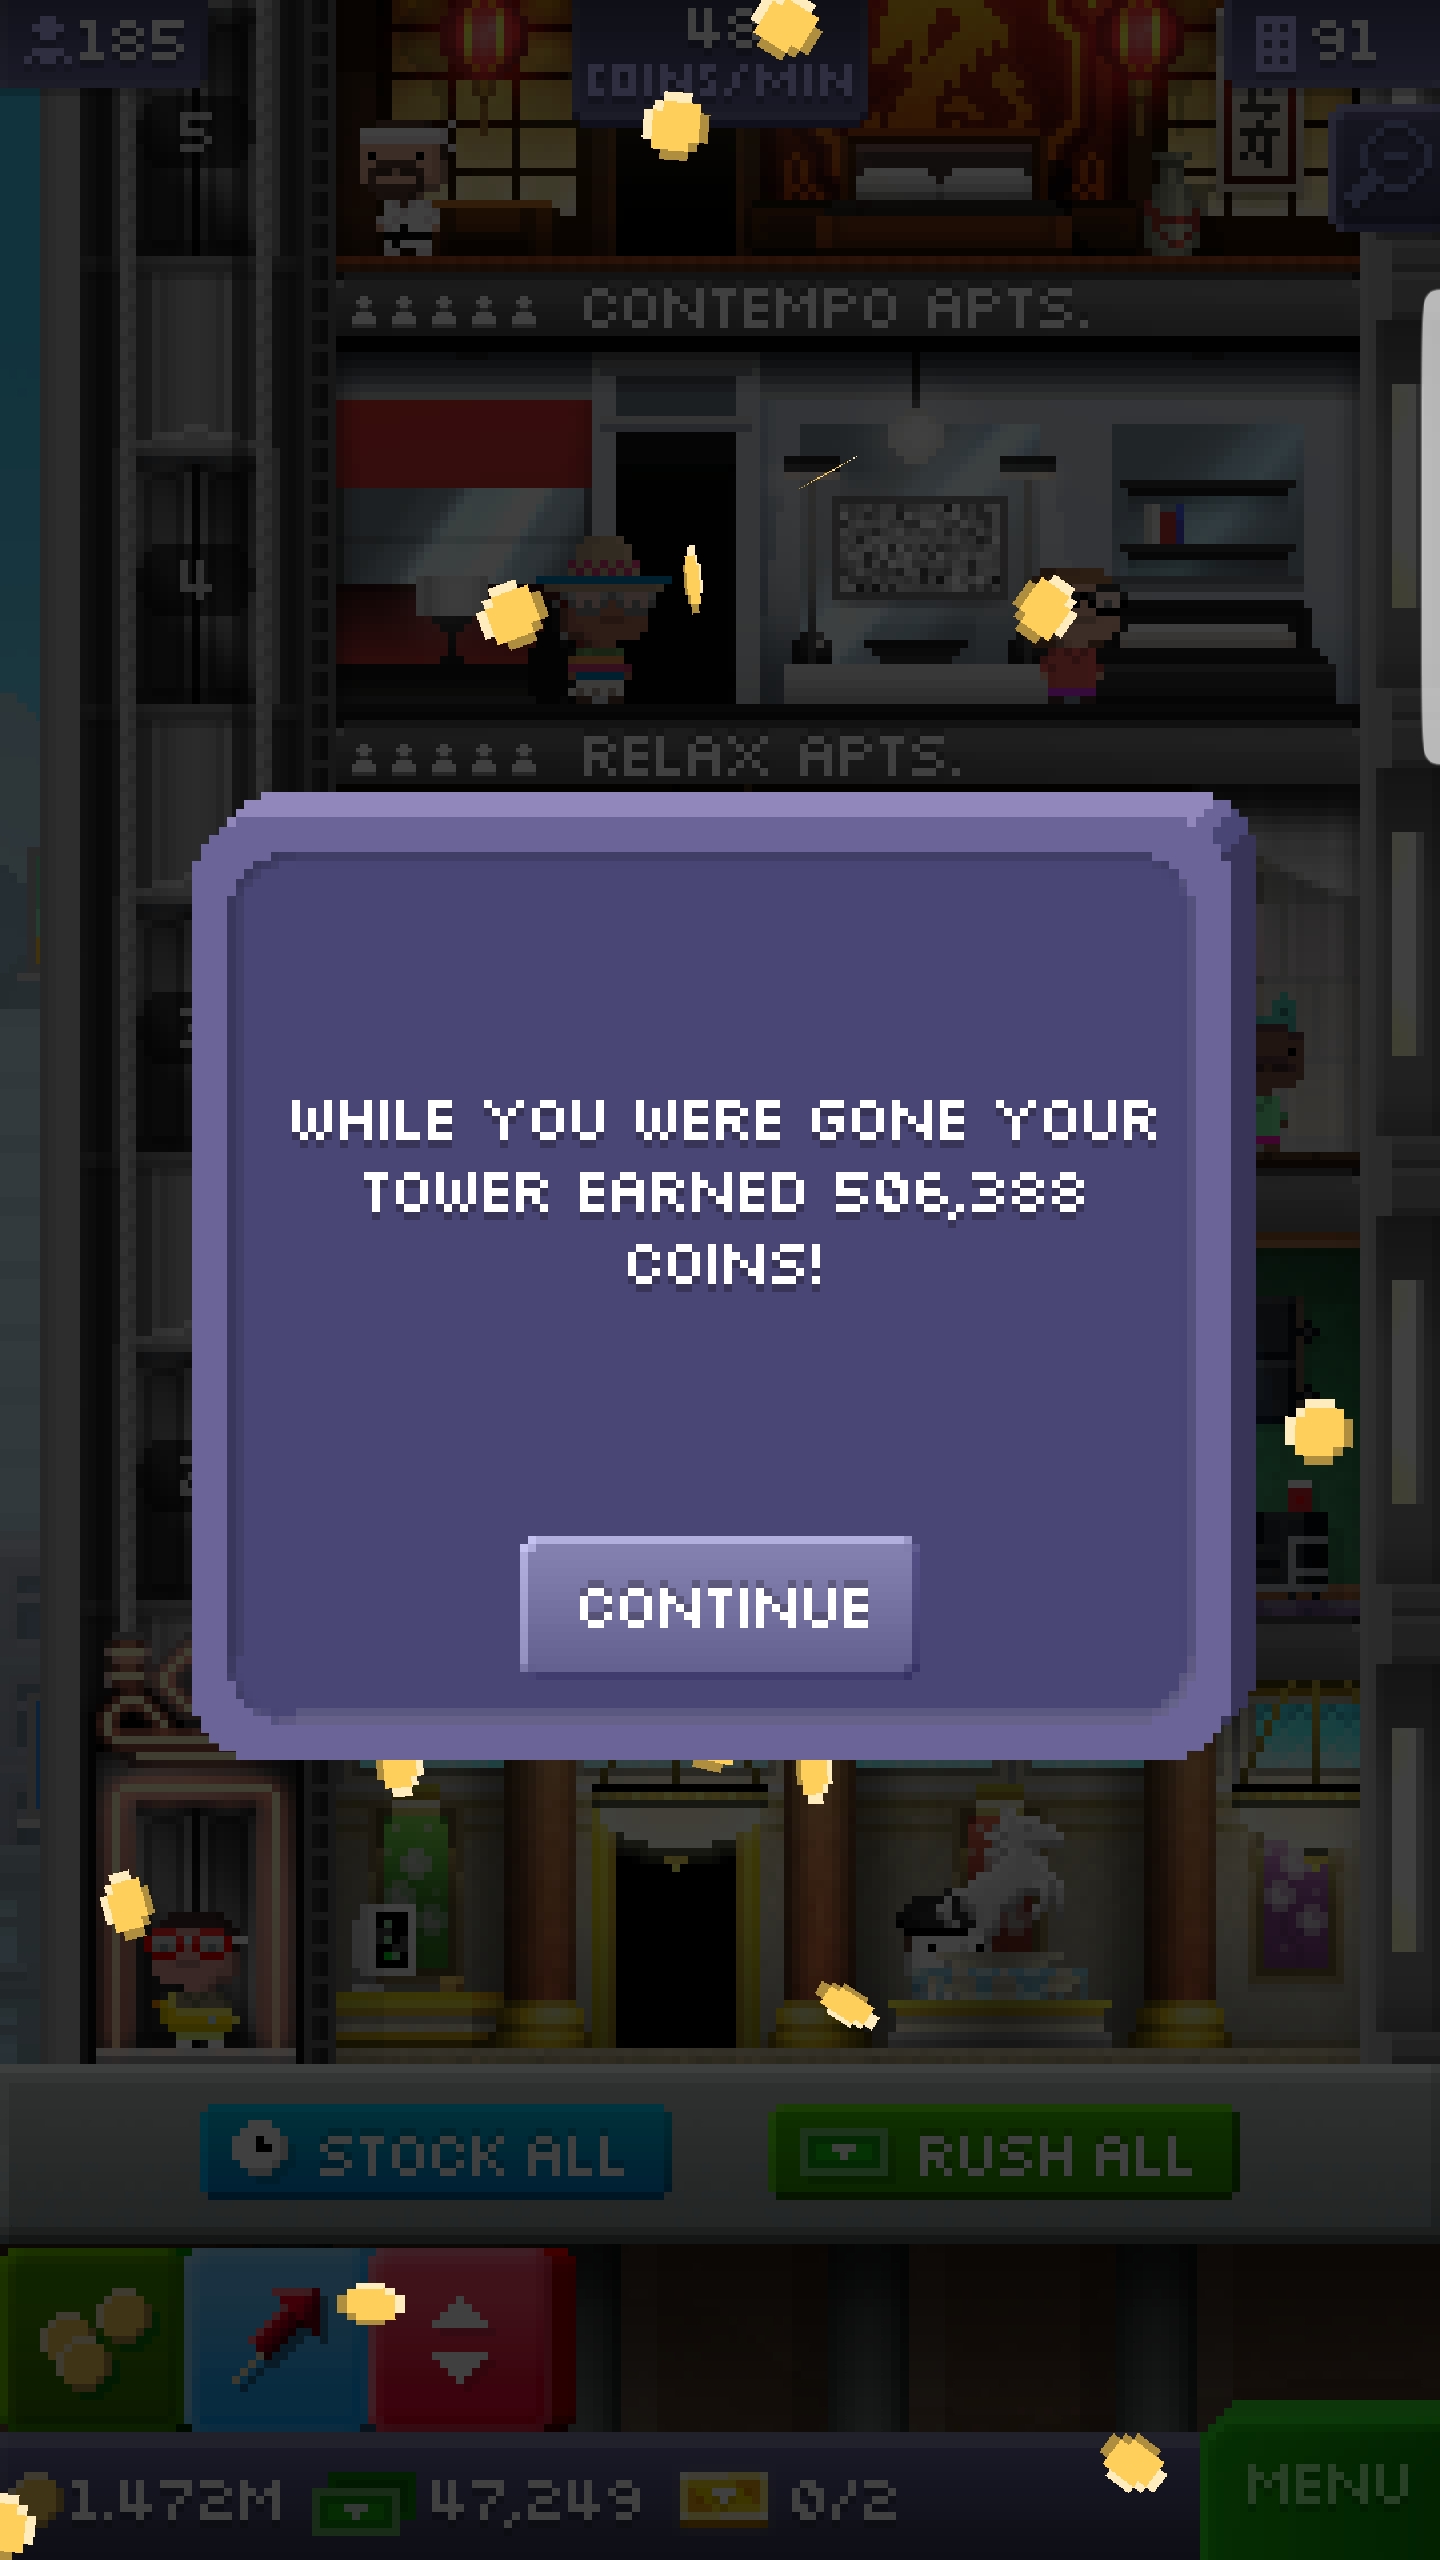 185
COINS/MIN
91
5
CONTEMPO APTS.
4
RELAX APTS.
WHILE YOU WERE GONE YOUR
TOWER EARNED 506,388
COINS!
CONTINUE
STOCK ALL
RUSH ALL
1.472M
47,249
0/2
MENU